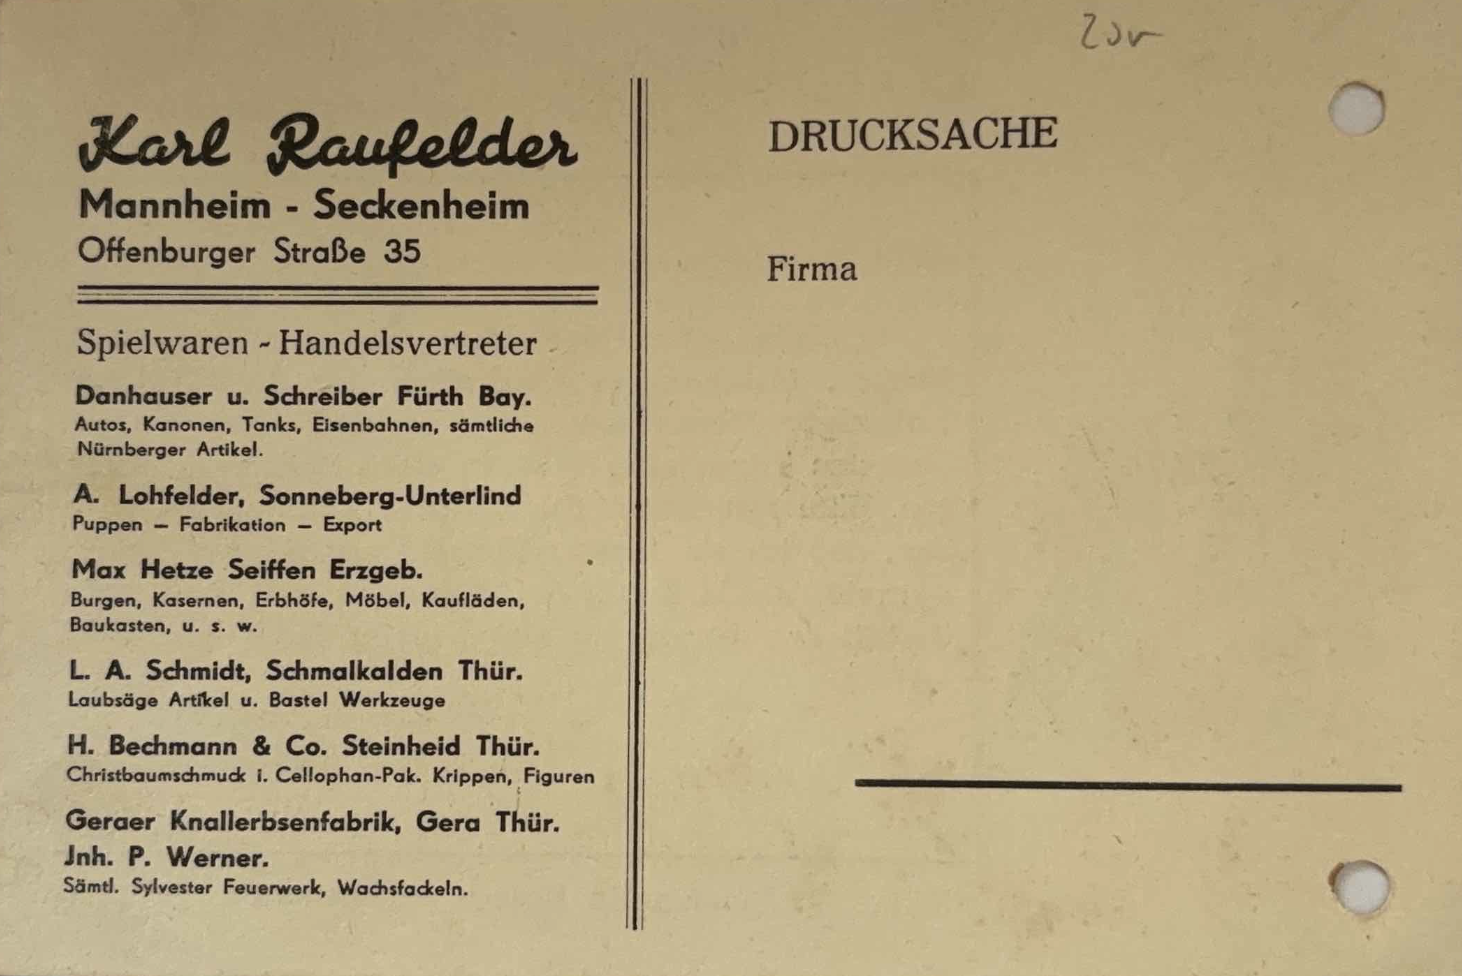 Karl Raufelder
Mannheim - Seckenheim
Offenburger Straße 35
Spielwaren - Handelsvertreter
Danhauser u. Schreiber Fürth Bay.
Autos, Kanonen, Tanks, Eisenbahnen, sämtliche
Nürnberger Artikel.
A. Lohfelder, Sonneberg-Unterlind
Puppen — Fabrikation — Export
Max Hetze Seiffen Erzgeb.
Burgen, Kasernen, Erbhöfe, Möbel, Kaufläden,
Baukasten, u. s. w.
L. A. Schmidt, Schmalkalden Thür.
Laubsäge Artikel u. Bastel Werkzeuge
H. Bechmann & Co. Steinheid Thür.
Christbaumschmuck i. Cellophan-Pak. Krippen, Figuren
Geraer Knallerbsenfabrik, Gera Thür.
Jnh. P. Werner.
Sämtl. Sylvester Feuerwerk, Wachsfackeln.
DRUCKSACHE
Firma